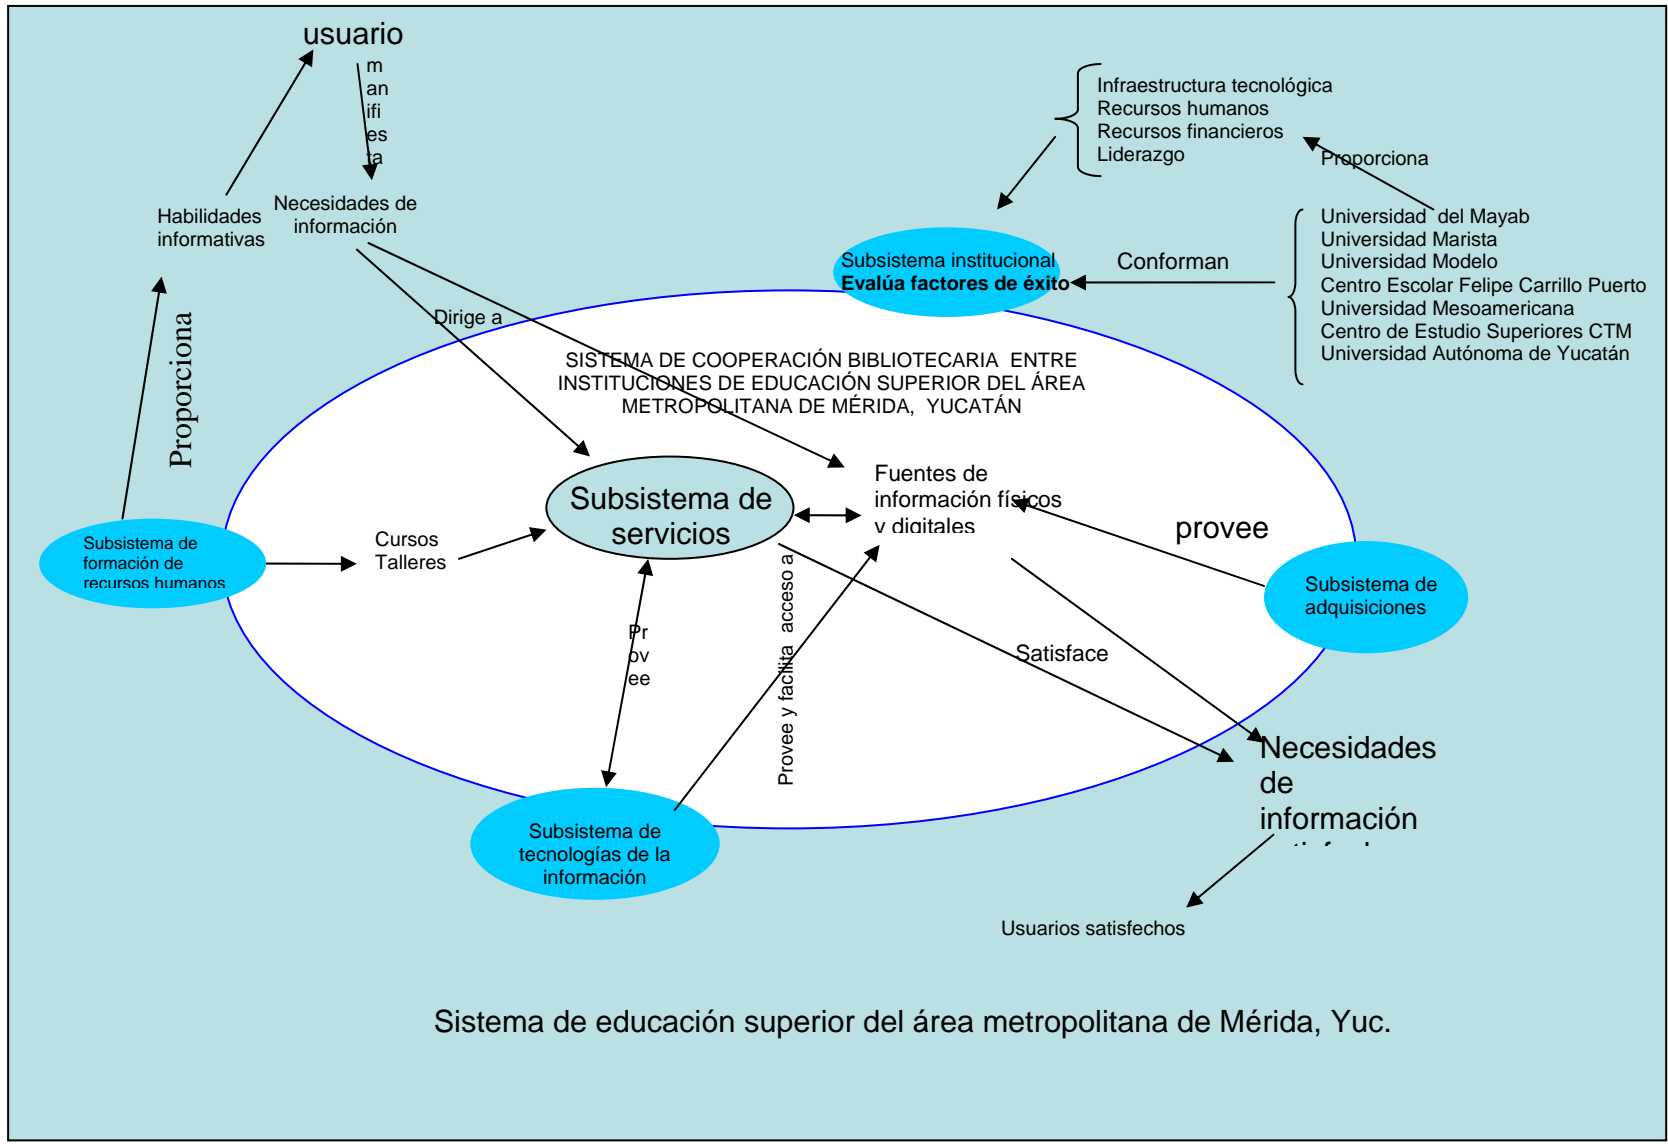 usuario
m
an
ifi
es
ta
Infraestructura tecnológica
Recursos humanos
Recursos financieros
Liderazgo
Proporciona
Habilidades
informativas
Necesidades de
información
Universidad  del Mayab
Universidad Marista
Universidad Modelo
Centro Escolar Felipe Carrillo Puerto
Universidad Mesoamericana
Centro de Estudio Superiores CTM
Universidad Autónoma de Yucatán
Subsistema institucional
Evalúa factores de éxito
Conforman
Dirige a
Proporciona
SISTEMA DE COOPERACIÓN BIBLIOTECARIA  ENTRE
INSTITUCIONES DE EDUCACIÓN SUPERIOR DEL ÁREA
METROPOLITANA DE MÉRIDA,  YUCATÁN
Subsistema de
servicios
Fuentes de
información físicos
y digitales
provee
Cursos
Talleres
Subsistema de
formación de
recursos humanos
Subsistema de
adquisiciones
Pr
ov
ee
Provee y facilita  acceso a
Satisface
Necesidades
de
información
Subsistema de
tecnologías de la
información
Usuarios satisfechos
Sistema de educación superior del área metropolitana de Mérida, Yuc.